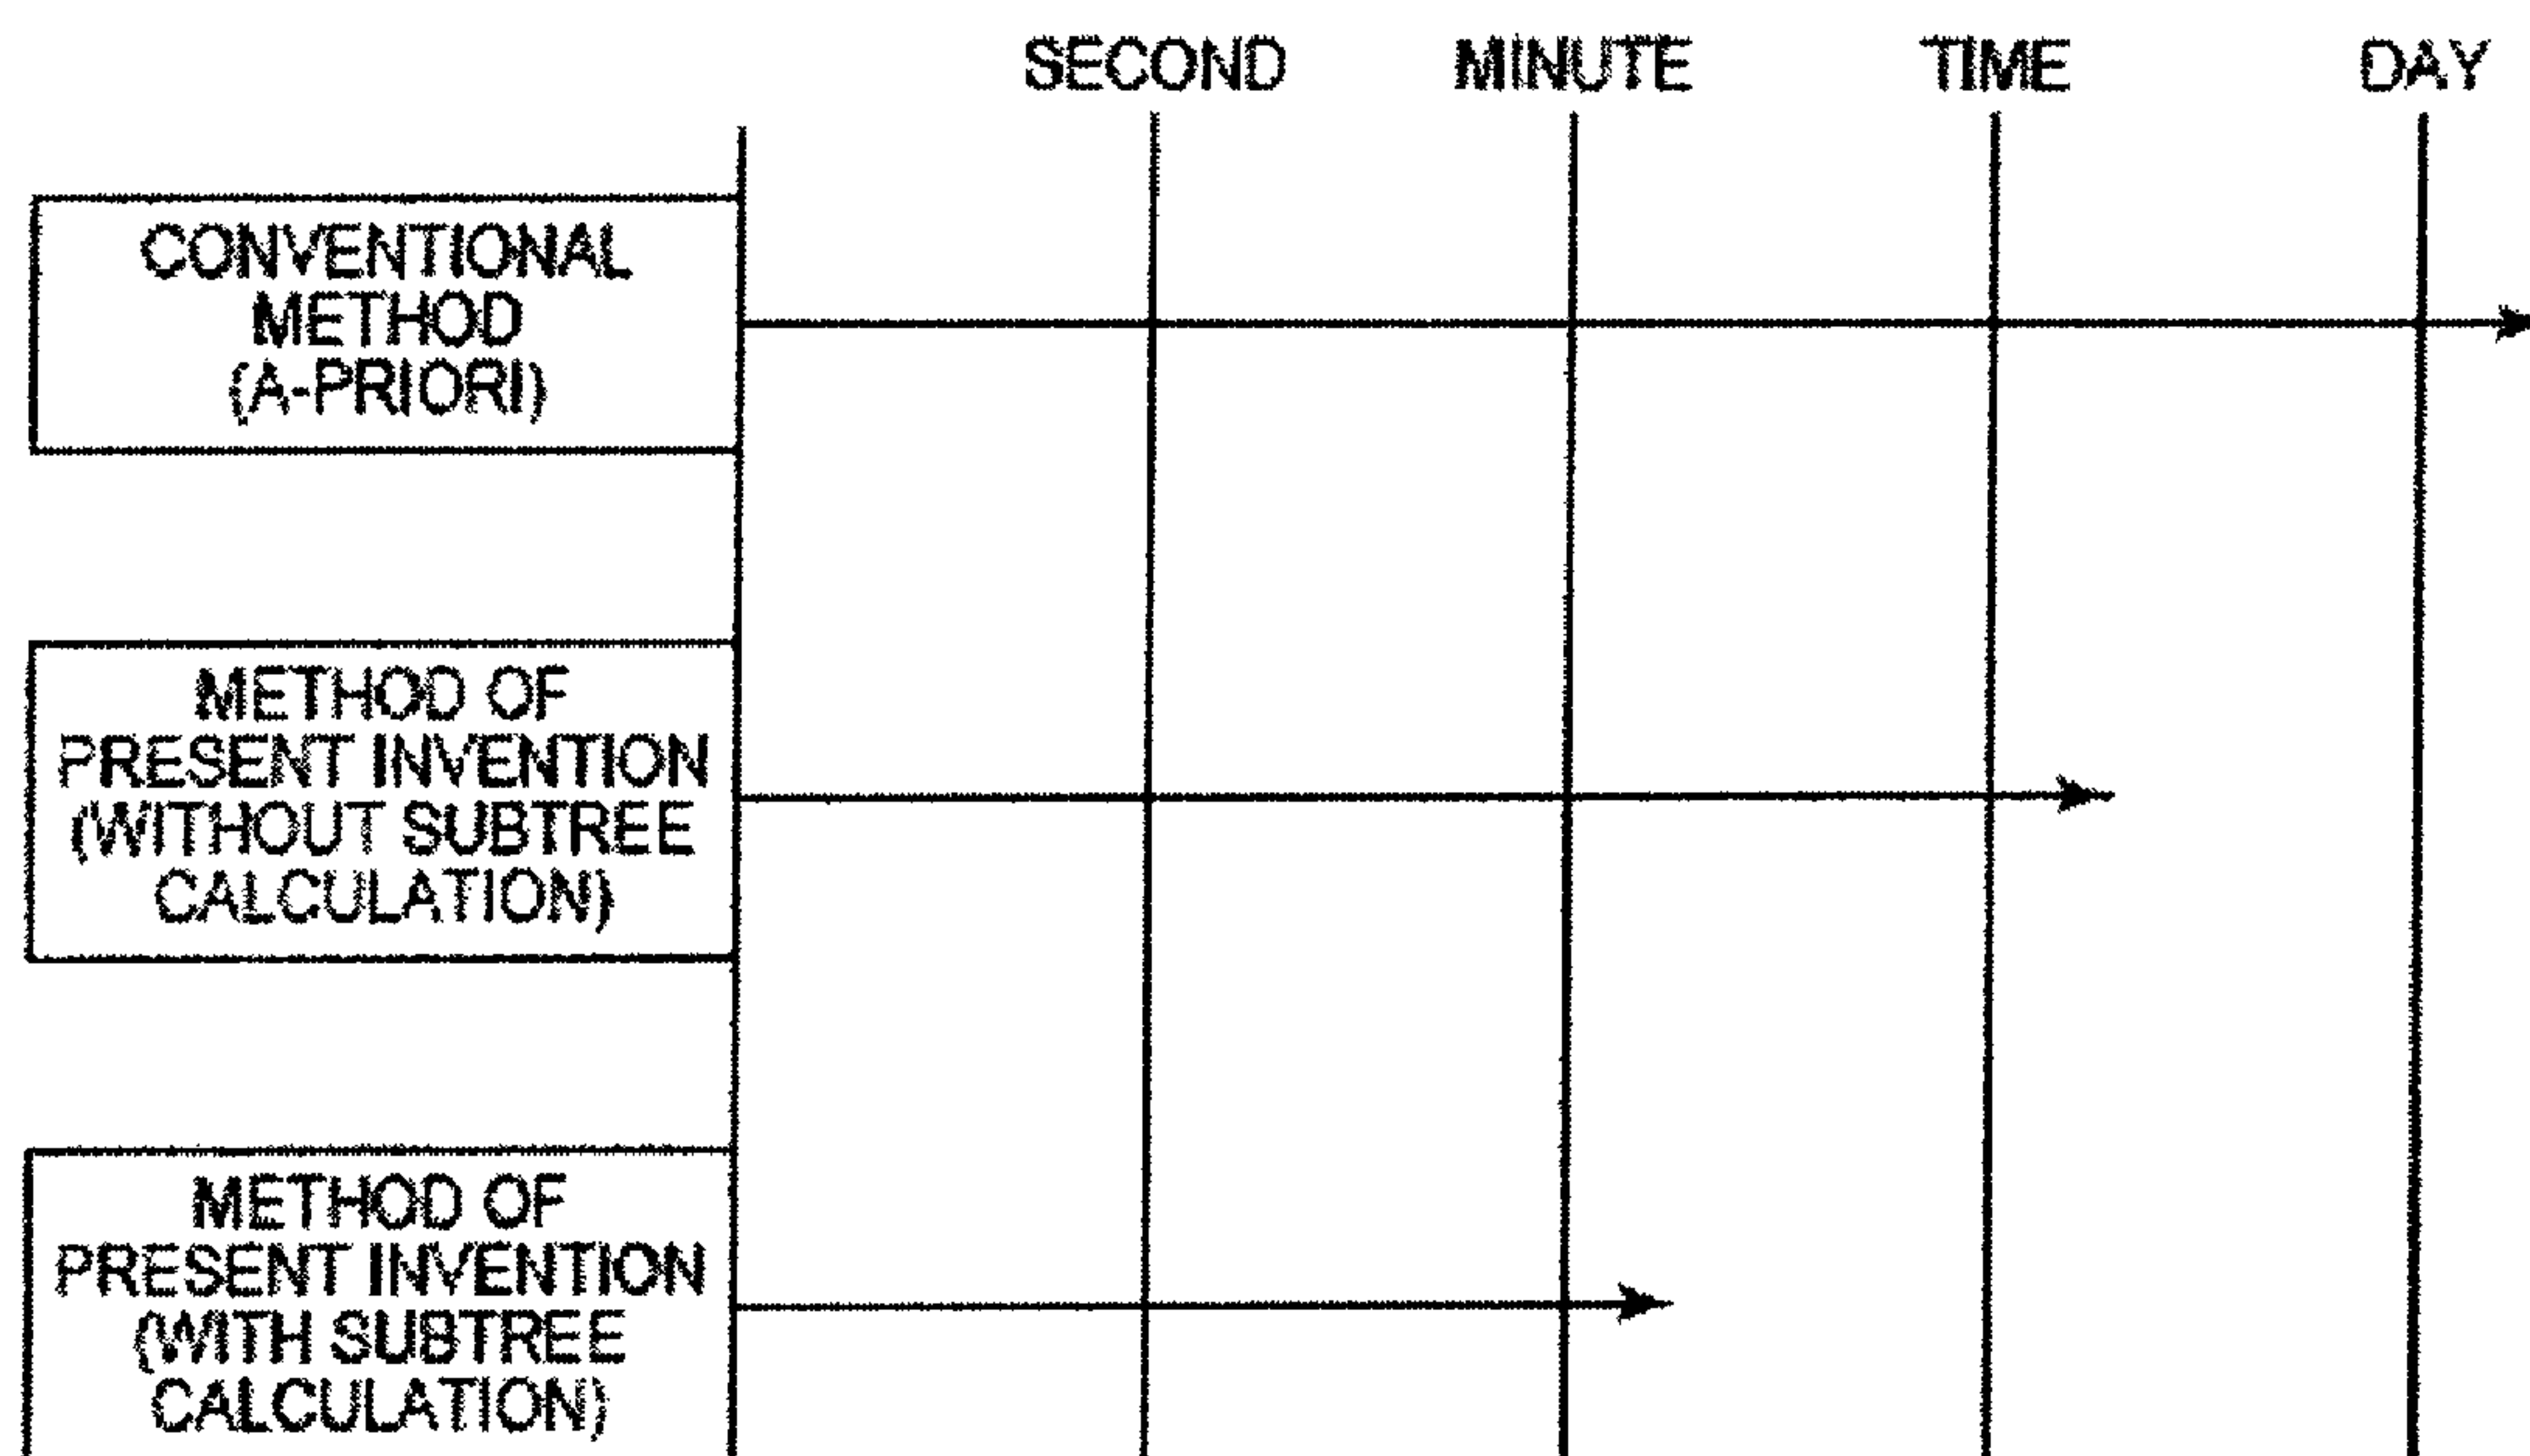 SECOND MINUTE TIME DAY
CONVENTIONAL
METHOD
(A-PRIORI)
METHOD OF
PRESENT INVENTION
(WITHOUT SUBTREE
CALCULATION)
METHOD OF
PRESENT INVENTION
(WITH SUBTREE
CALCULATION)